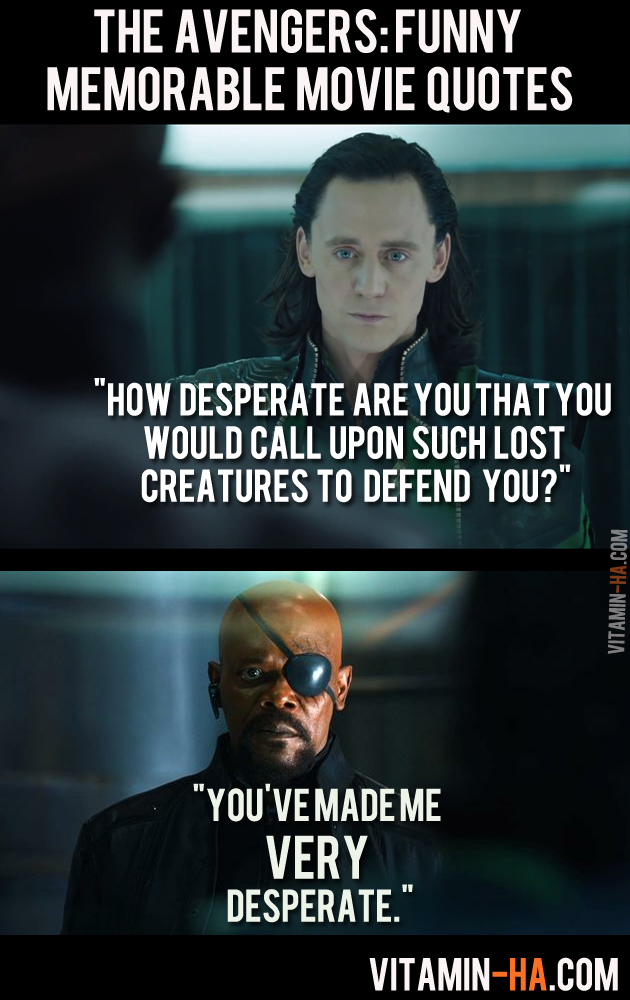 THE AVENGERS: FUNNY
MEMORABLE MOVIE QUOTES
"HOW DESPERATE ARE YOU THAT YOU
WOULD CALL UPON SUCH LOST
CREATURES TO DEFEND YOU?"
VITAMIN-HA.COM
"YOU'VE MADE ME
VERY
DESPERATE."
VITAMIN-HA.COM